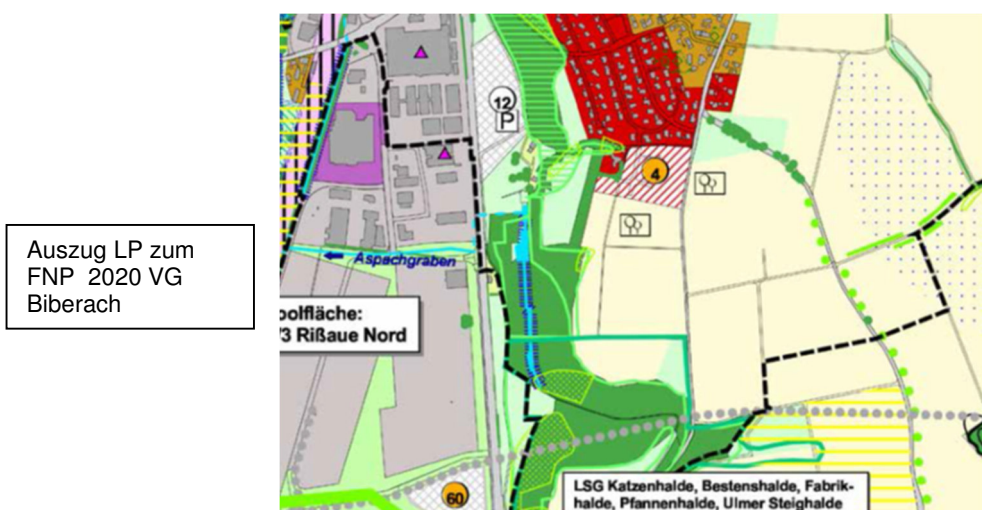 Auszug LP zum
FNP 2020 VG
Biberach
12
P
4
Aspachgraben
oolfläche:
/3 Rißaue Nord
60
LSG Katzenhalde, Bestenshalde, Fabrik-
halde, Pfannenhalde, Ulmer Steighalde